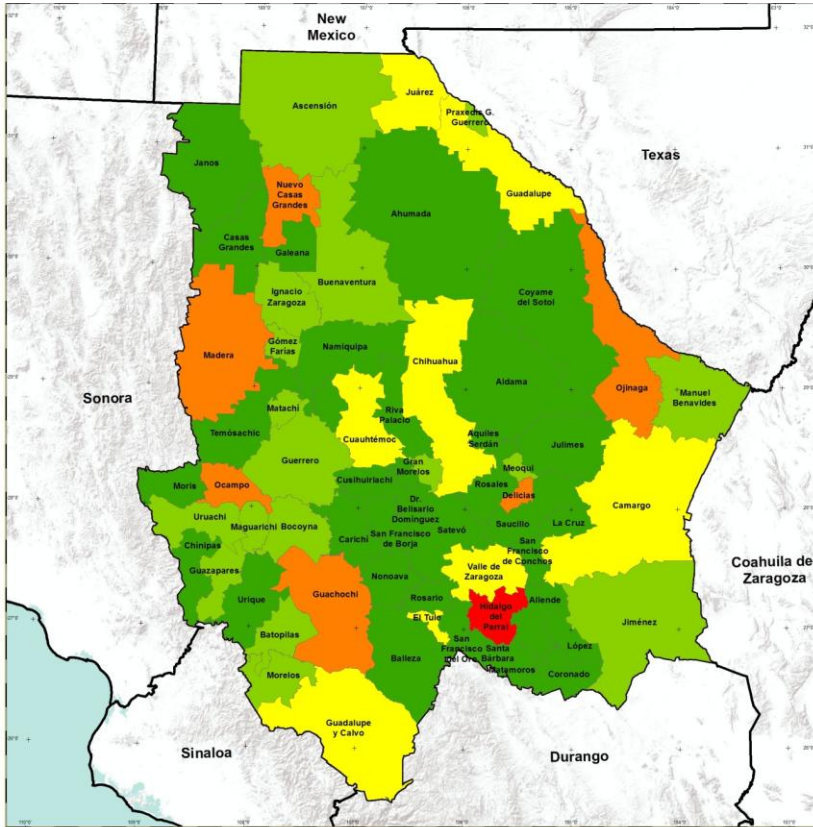 New
Mexico
Juárez
Ascensión
Praxedis G.
Guerrero
Texas
Janos
Nuevo
Casas
Grandes
Guadalupe
Ahumada
Casas
Grandes
Galeana
Buenaventura
Ignacio
Zaragoza
Coyame
del Sotol
Gómez
Farías
Namiquipa
Madera
Chihuahua
Aldama
Ojinaga
Manuel
Benavides
Sonora
Matachi
Riva
Palacio
Temósachic
Cuauhtémoc
Aquiles
Serdán
Julimes
Guerrero
Gran
Morelos
Meoqui
Cusihuiriachi
Rosales
Delicias
Camargo
Moris
Ocampo
Dr.
Belisario
Domínguez
Uruachi
Maguarichi
Bocoyna
Carichí
San Francisco
de Borja
Satevó
Saucillo
La Cruz
Chinipas
San
Francisco
de Conchos
Coahuila de
Zaragoza
Guazapares
Valle de
Zaragoza
Nonoava
Guachochi
Urique
Rosario
Hidalgo
del
Parral
Allende
El Tule
Jiménez
Batopilas
San
Francisco
del Oro
Santa
Bárbara
Matamoros
López
Balleza
Coronado
Morelos
Guadalupe
y Calvo
Sinaloa
Durango